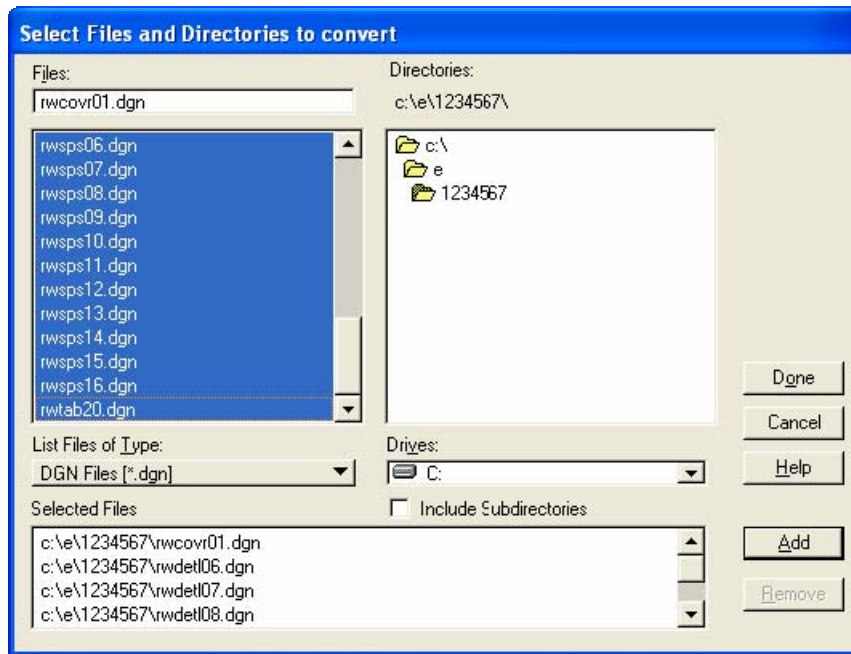 Select Files and Directories to convert
Files:
rwcovr01.dgn
rwsps06.dgn
rwsps07.dgn
rwsps08.dgn
rwsps09.dgn
rwsps10.dgn
rwsps11.dgn
rwsps12.dgn
rwsps13.dgn
rwsps14.dgn
rwsps15.dgn
rwsps16.dgn
rwtab20.dgn
Directories:
c:\e\1234567\
c:\
e
1234567
List Files of Type:
DGN Files [*.dgn]
Drives:
C:
Include Subdirectories
Selected Files
c:\e\1234567\rwcovr01.dgn
c:\e\1234567\rwdetl06.dgn
c:\e\1234567\rwdetl07.dgn
c:\e\1234567\rwdetl08.dgn
Done
Cancel
Help
Add
Remove